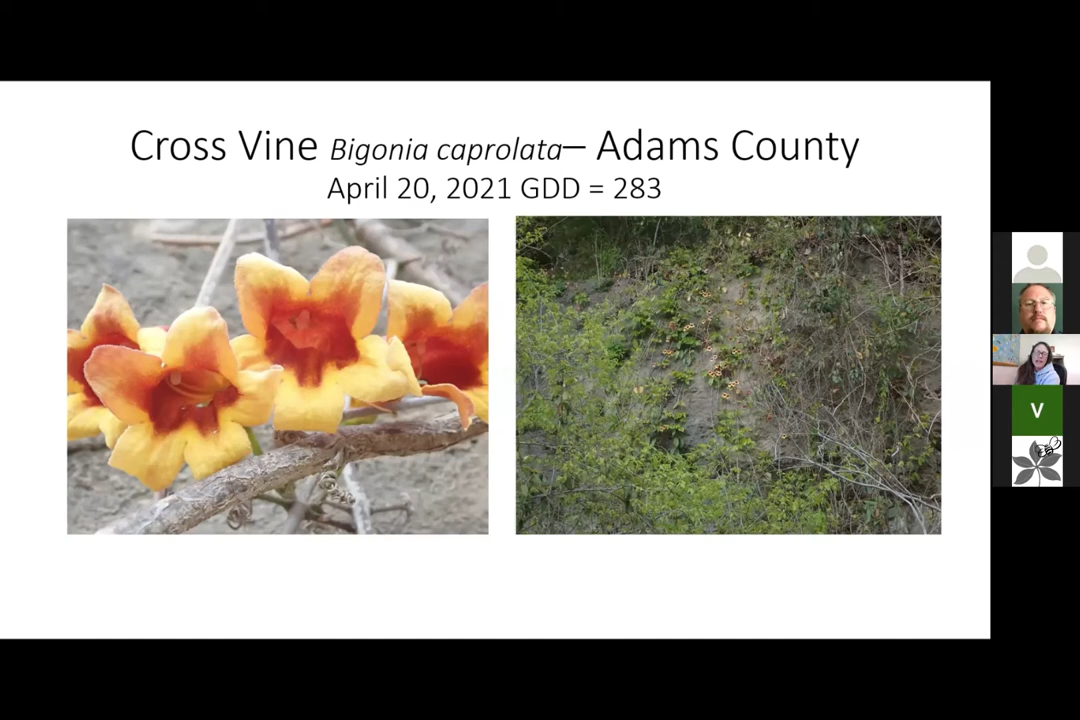 Cross Vine Bigonia caprolata– Adams County
April 20, 2021 GDD = 283
V